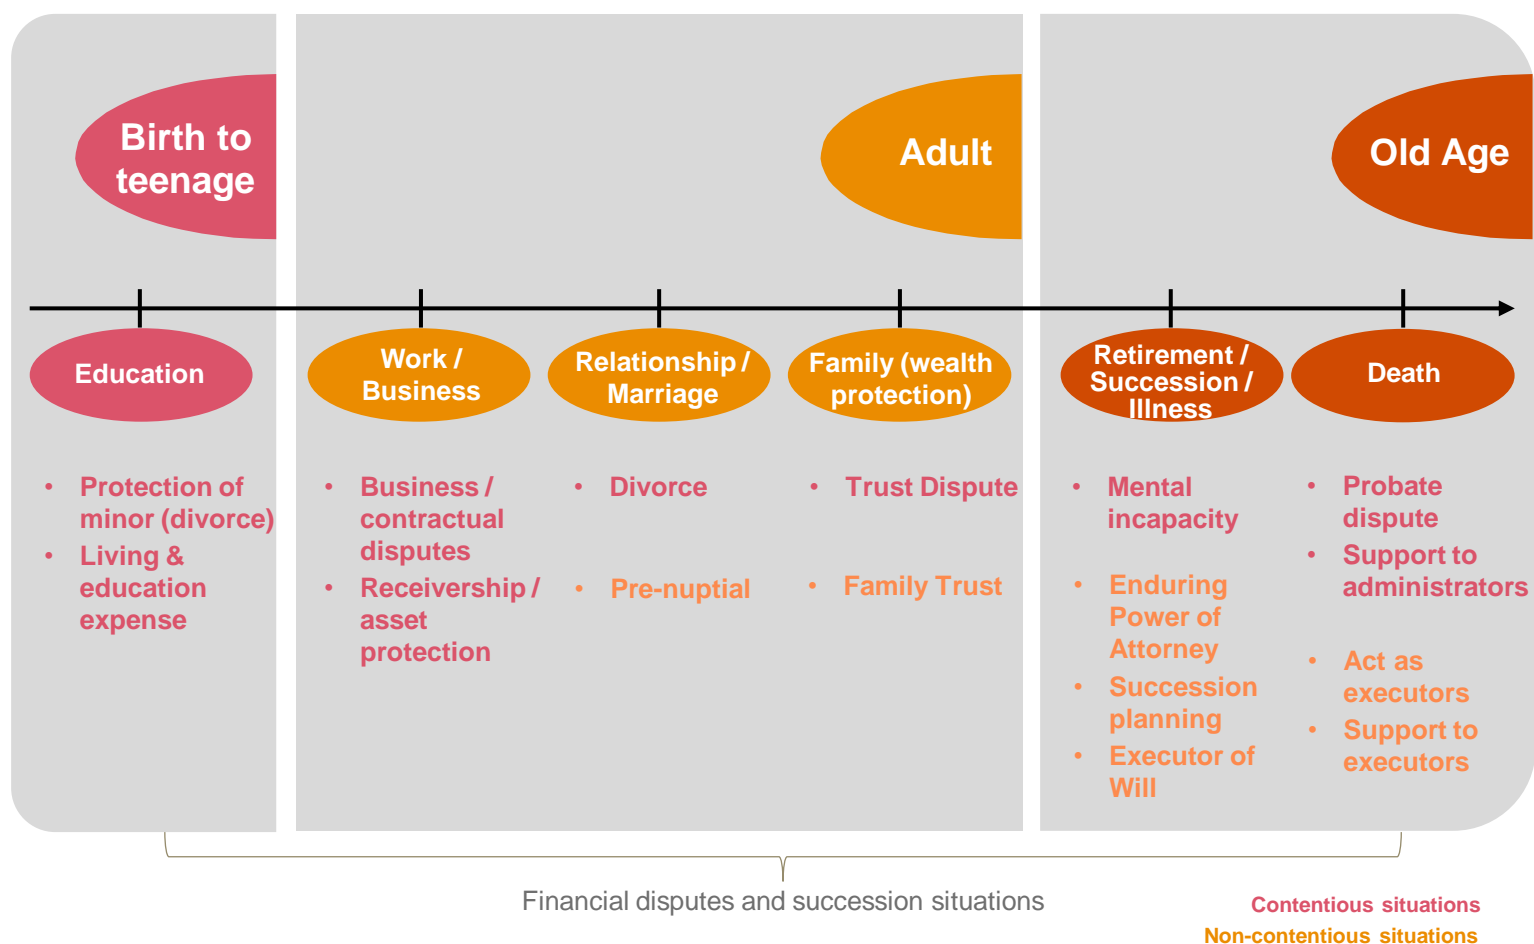 Birth to
teenage
Adult
Old Age
Education
Work /
Business
Relationship /
Marriage
Family (wealth
protection)
Retirement /
Succession /
Illness
Death
• Protection of
minor (divorce)
• Living &
education
expense
• Business /
contractual
disputes
• Receivership /
asset
protection
• Divorce
• Pre-nuptial
• Trust Dispute
• Family Trust
• Mental
incapacity
• Enduring
Power of
Attorney
• Succession
planning
• Executor of
Will
• Probate
dispute
• Support to
administrators
• Act as
executors
• Support to
executors
Financial disputes and succession situations
Contentious situations
Non-contentious situations